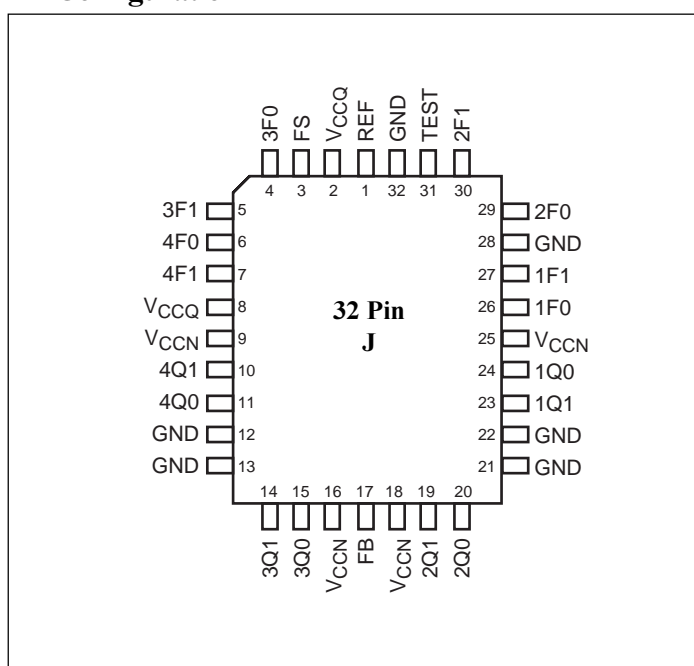 3F0 FS VCCQ REF GND TEST 2F1
4 3 2 1 32 31 30
3F1 5 29 2F0
4F0 6 28 GND
4F1 7 27 1F1
VCCQ 8 32 Pin 26 1F0
VCCN 9 J 25 VCCN
4Q1 10 24 1Q0
4Q0 11 23 1Q1
GND 12 22 GND
GND 13 21 GND
14 15 16 17 18 19 20
3Q1 3Q0 VCCN FB VCCN 2Q1 2Q0